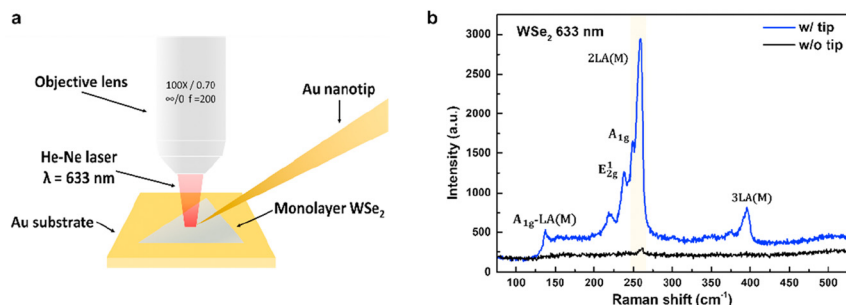 a
Objective lens
100X / 0.70
∞/0 f =200
Au nanotip
He-Ne laser
λ = 633 nm
Au substrate
Monolayer WSe₂
b
WSe₂ 633 nm
w/ tip
w/o tip
2LA(M)
A₁g
E¹₂g
A₁g-LA(M)
3LA(M)
Intensity (a.u.)
3000
2500
2000
1500
1000
500
0
100 150 200 250 300 350 400 450 500
Raman shift (cm⁻¹)